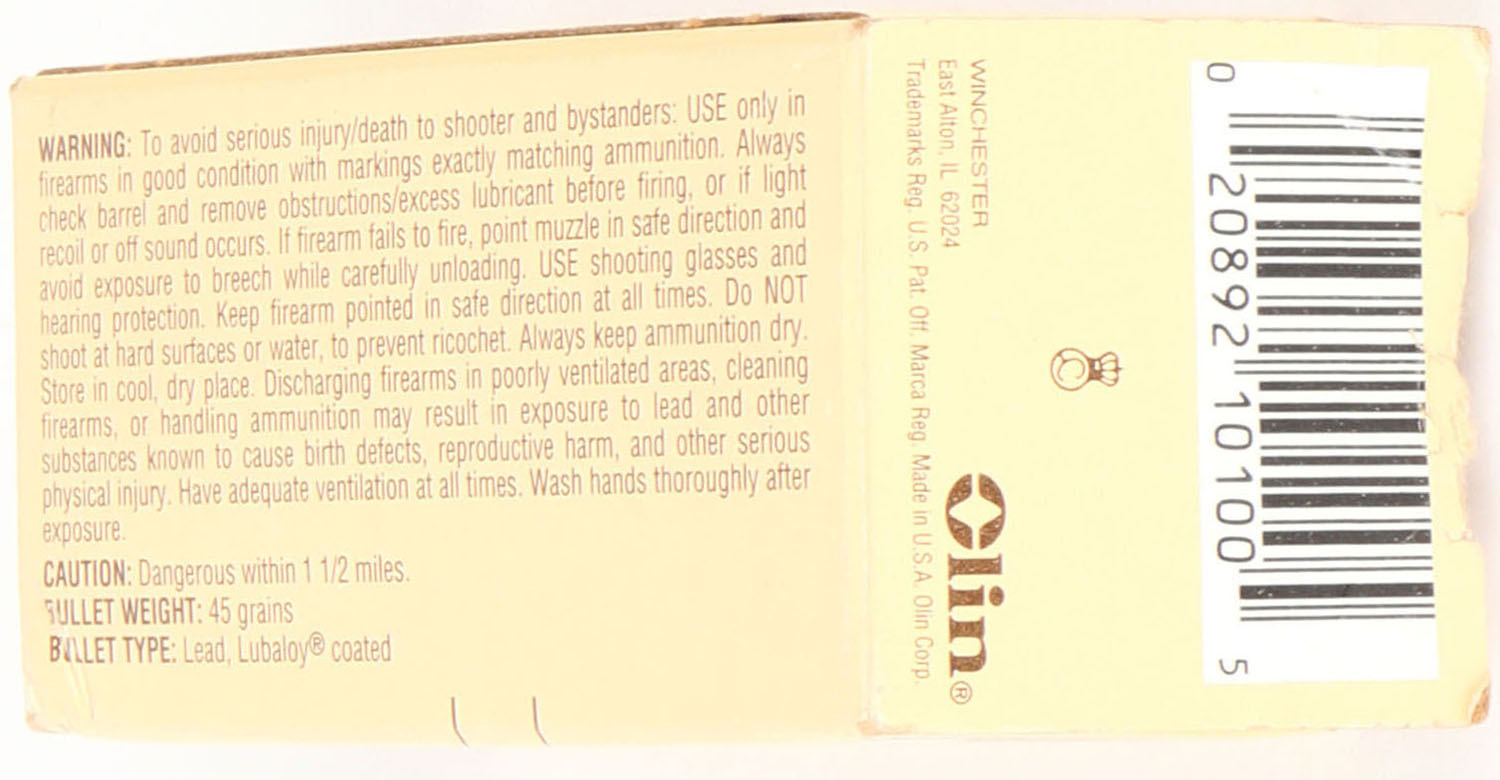 WARNING: To avoid serious injury/death to shooter and bystanders: USE only in
firearms in good condition with markings exactly matching ammunition. Always
check barrel and remove obstructions/excess lubricant before firing, or if light
recoil or off sound occurs. If firearm fails to fire, point muzzle in safe direction and
avoid exposure to breech while carefully unloading. USE shooting glasses and
hearing protection. Keep firearm pointed in safe direction at all times. Do NOT
shoot at hard surfaces or water, to prevent ricochet. Always keep ammunition dry.
Store in cool, dry place. Discharging firearms in poorly ventilated areas, cleaning
firearms, or handling ammunition may result in exposure to lead and other
substances known to cause birth defects, reproductive harm, and other serious
physical injury. Have adequate ventilation at all times. Wash hands thoroughly after
exposure.
CAUTION: Dangerous within 1 1/2 miles.
BULLET WEIGHT: 45 grains
BULLET TYPE: Lead, Lubaloy® coated
WINCHESTER
East Alton, IL 62024
Trademarks Reg. U.S. Pat. Off. Marca Reg. Made in U.S.A. Olin Corp.
Olin®
0 20892 10100 5